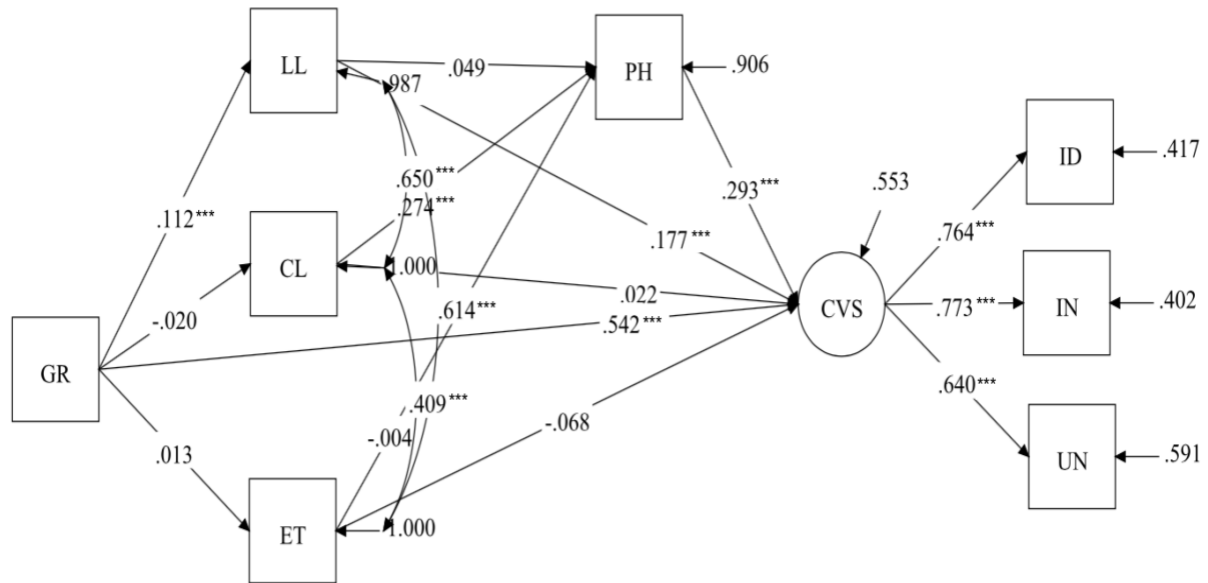 LL
.049
PH
.906
.987
ID
.417
.650***
.274***
.293***
.553
.764***
.112***
.177***
CL
1.000
.022
CVS
.773***
IN
.402
-.020
.614***
.542***
GR
.640***
.409***
-.068
-.004
.013
UN
.591
ET
1.000